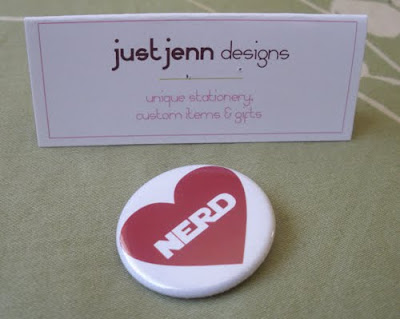 just jenn designs
unique stationery,
custom items & gifts
NERD